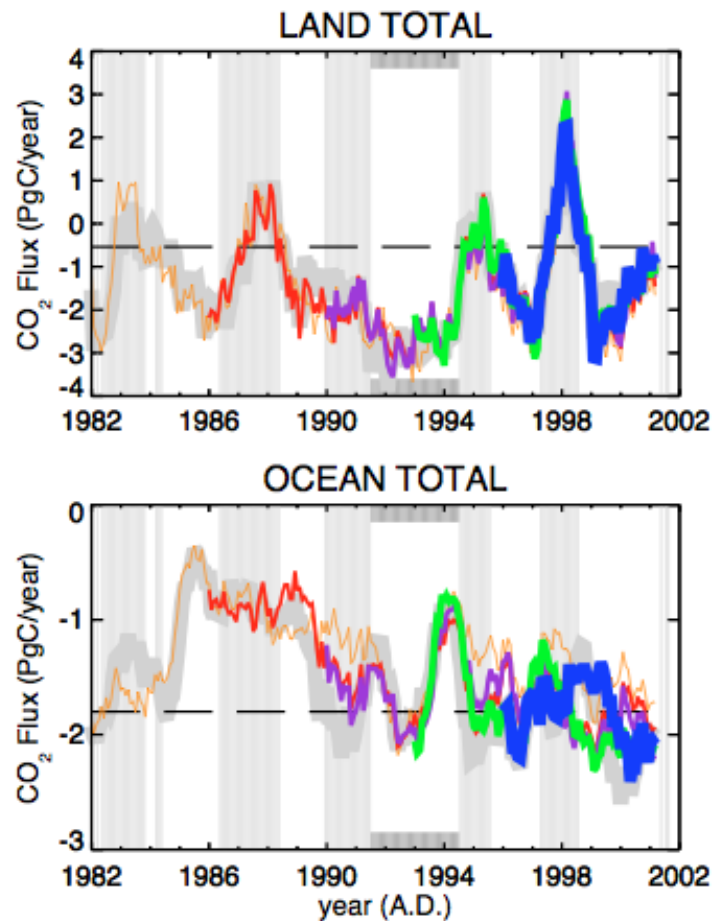 LAND TOTAL
CO₂ Flux (PgC/year)
4
3
2
1
0
-1
-2
-3
-4
1982 1986 1990 1994 1998 2002
OCEAN TOTAL
CO₂ Flux (PgC/year)
0
-1
-2
-3
1982 1986 1990 1994 1998 2002
year (A.D.)